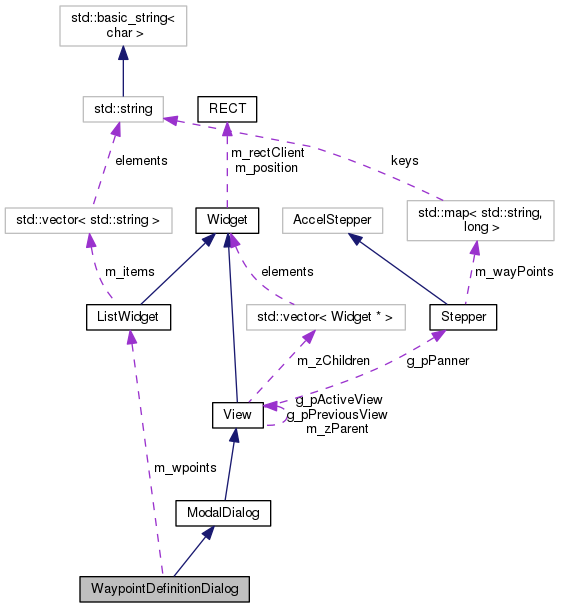 std::basic_string<
char >
std::string
RECT
elements
m_rectClient
m_position
keys
std::vector< std::string >
Widget
AccelStepper
std::map< std::string,
long >
m_items
elements
m_wayPoints
ListWidget
std::vector< Widget * >
Stepper
m_zChildren
g_pPanner
View
g_pActiveView
g_pPreviousView
m_zParent
m_wpoints
ModalDialog
WaypointDefinitionDialog